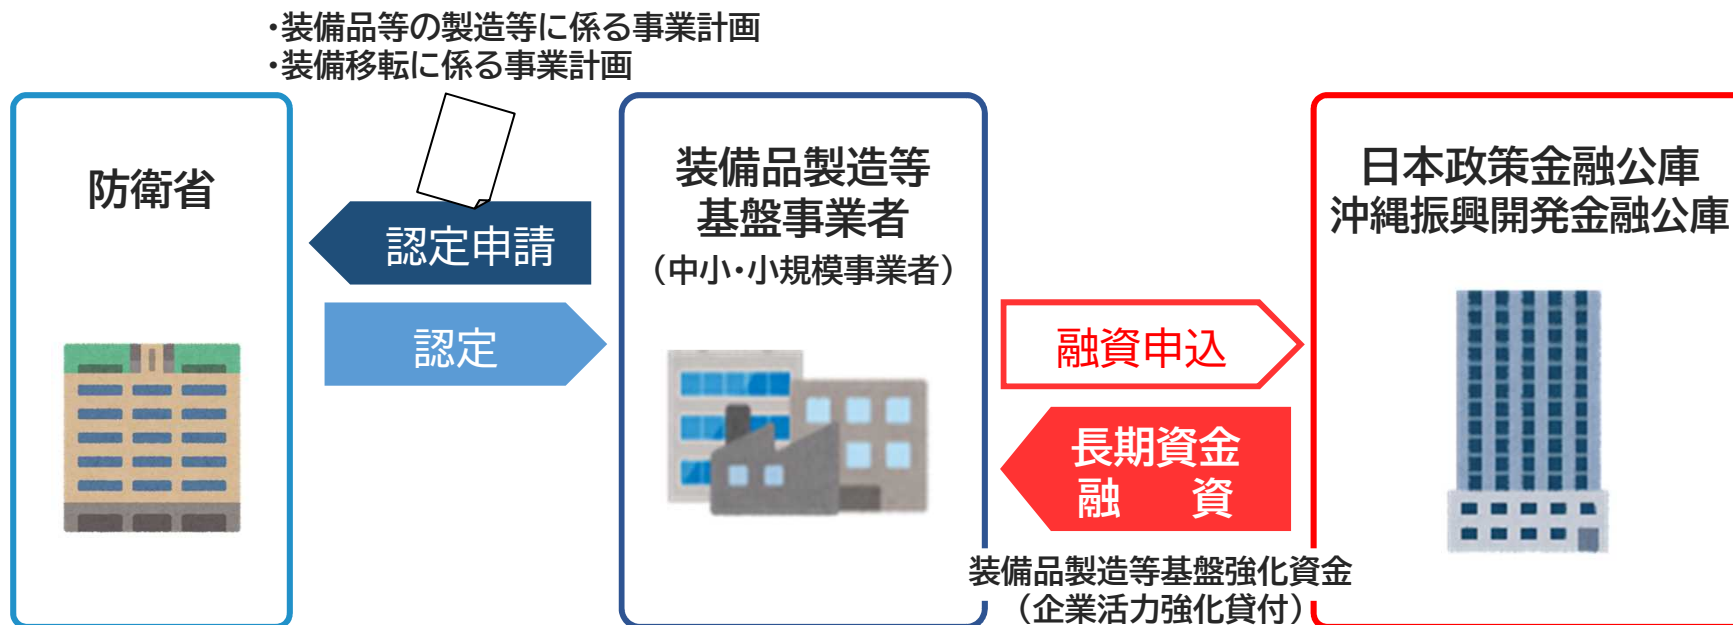 ・装備品等の製造等に係る事業計画
・装備移転に係る事業計画
防衛省
認定申請
認定
装備品製造等
基盤事業者
（中小・小規模事業者）
融資申込
長期資金
融　資
装備品製造等基盤強化資金
（企業活力強化貸付）
日本政策金融公庫
沖縄振興開発金融公庫